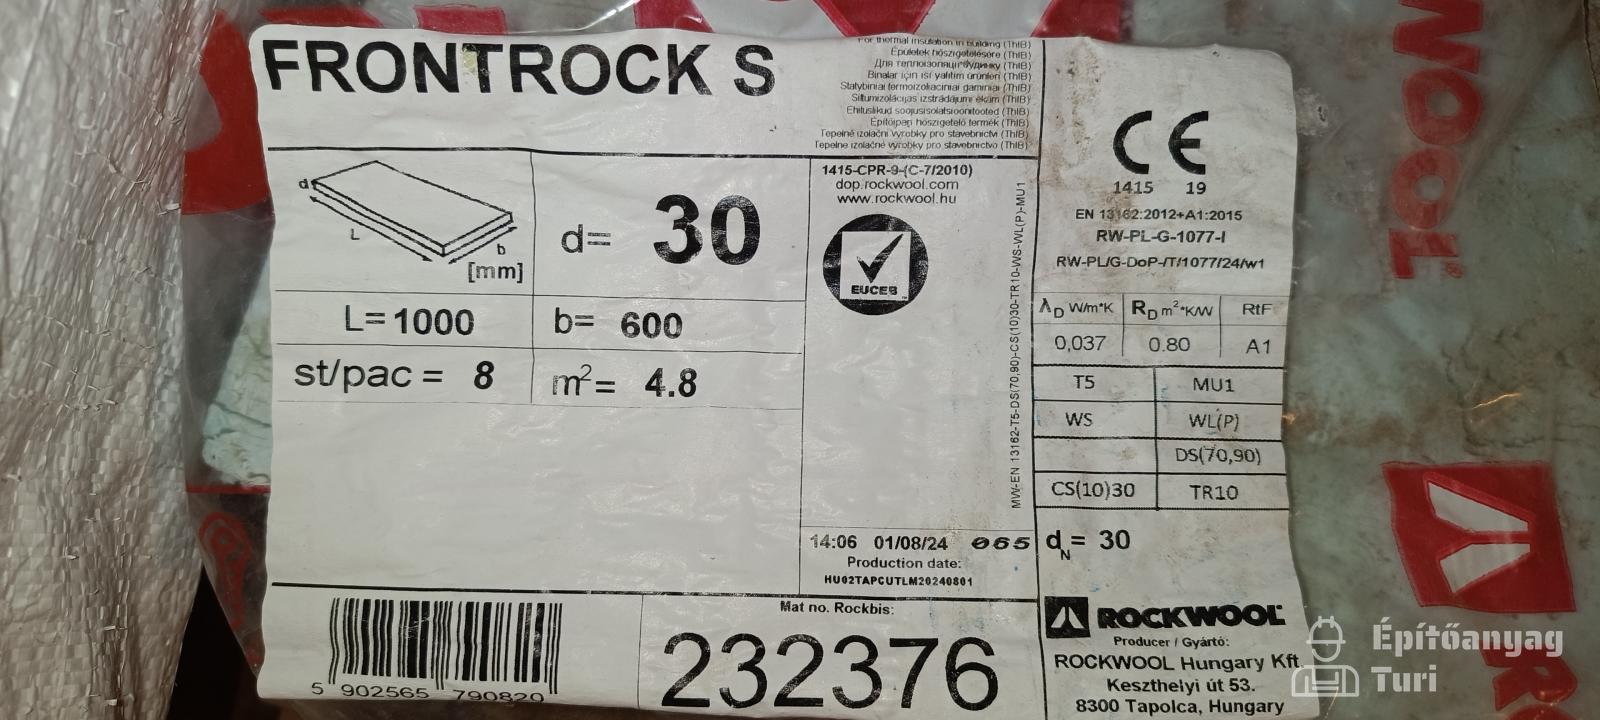 FRONTROCK S
For thermal insulation in building (ThIB)
Épületek hőszigetelésére (ThIB)
Для теплоізоляції будинку (ThIB)
Binalar için ısı yalıtım ürünleri (ThIB)
Statybiniai termoizoliaciniai gaminiai (ThIB)
Siltumizolācijas izstrādājumi ēkām (ThIB)
Ehituslikud soojusisolatsioonitooted (ThIB)
Építőipari hőszigetelő termék (ThIB)
Tepelně izolační výrobky pro stavebnictví (ThIB)
Tepelne izolačné výrobky pro stavebníctvo (ThIB)
d
L
b
[mm]
d= 30
L= 1000
b= 600
st/pac = 8
m²= 4.8
1415-CPR-9-(C-7/2010)
dop.rockwool.com
www.rockwool.hu
EUCEB
MW-EN 13162-T5-DS(70,90)-CS(10)30-TR10-WS-WL(P)-MU1
14:06 01/08/24 065
Production date:
HU02TAPCUTLM20240801
CE
1415 19
EN 13162:2012+A1:2015
RW-PL-G-1077-I
RW-PL/G-DoP-/T/1077/24/w1
λD W/m*K RD m²*K/W RtF
0,037 0.80 A1
T5 MU1
WS WL(P)
DS(70,90)
CS(10)30 TR10
dN= 30
5 902565 790820
Mat no. Rockbis:
232376
ROCKWOOL
Producer / Gyártó:
ROCKWOOL Hungary Kft.
Keszthelyi út 53.
8300 Tapolca, Hungary
WOOL®
Építőanyag
Turi